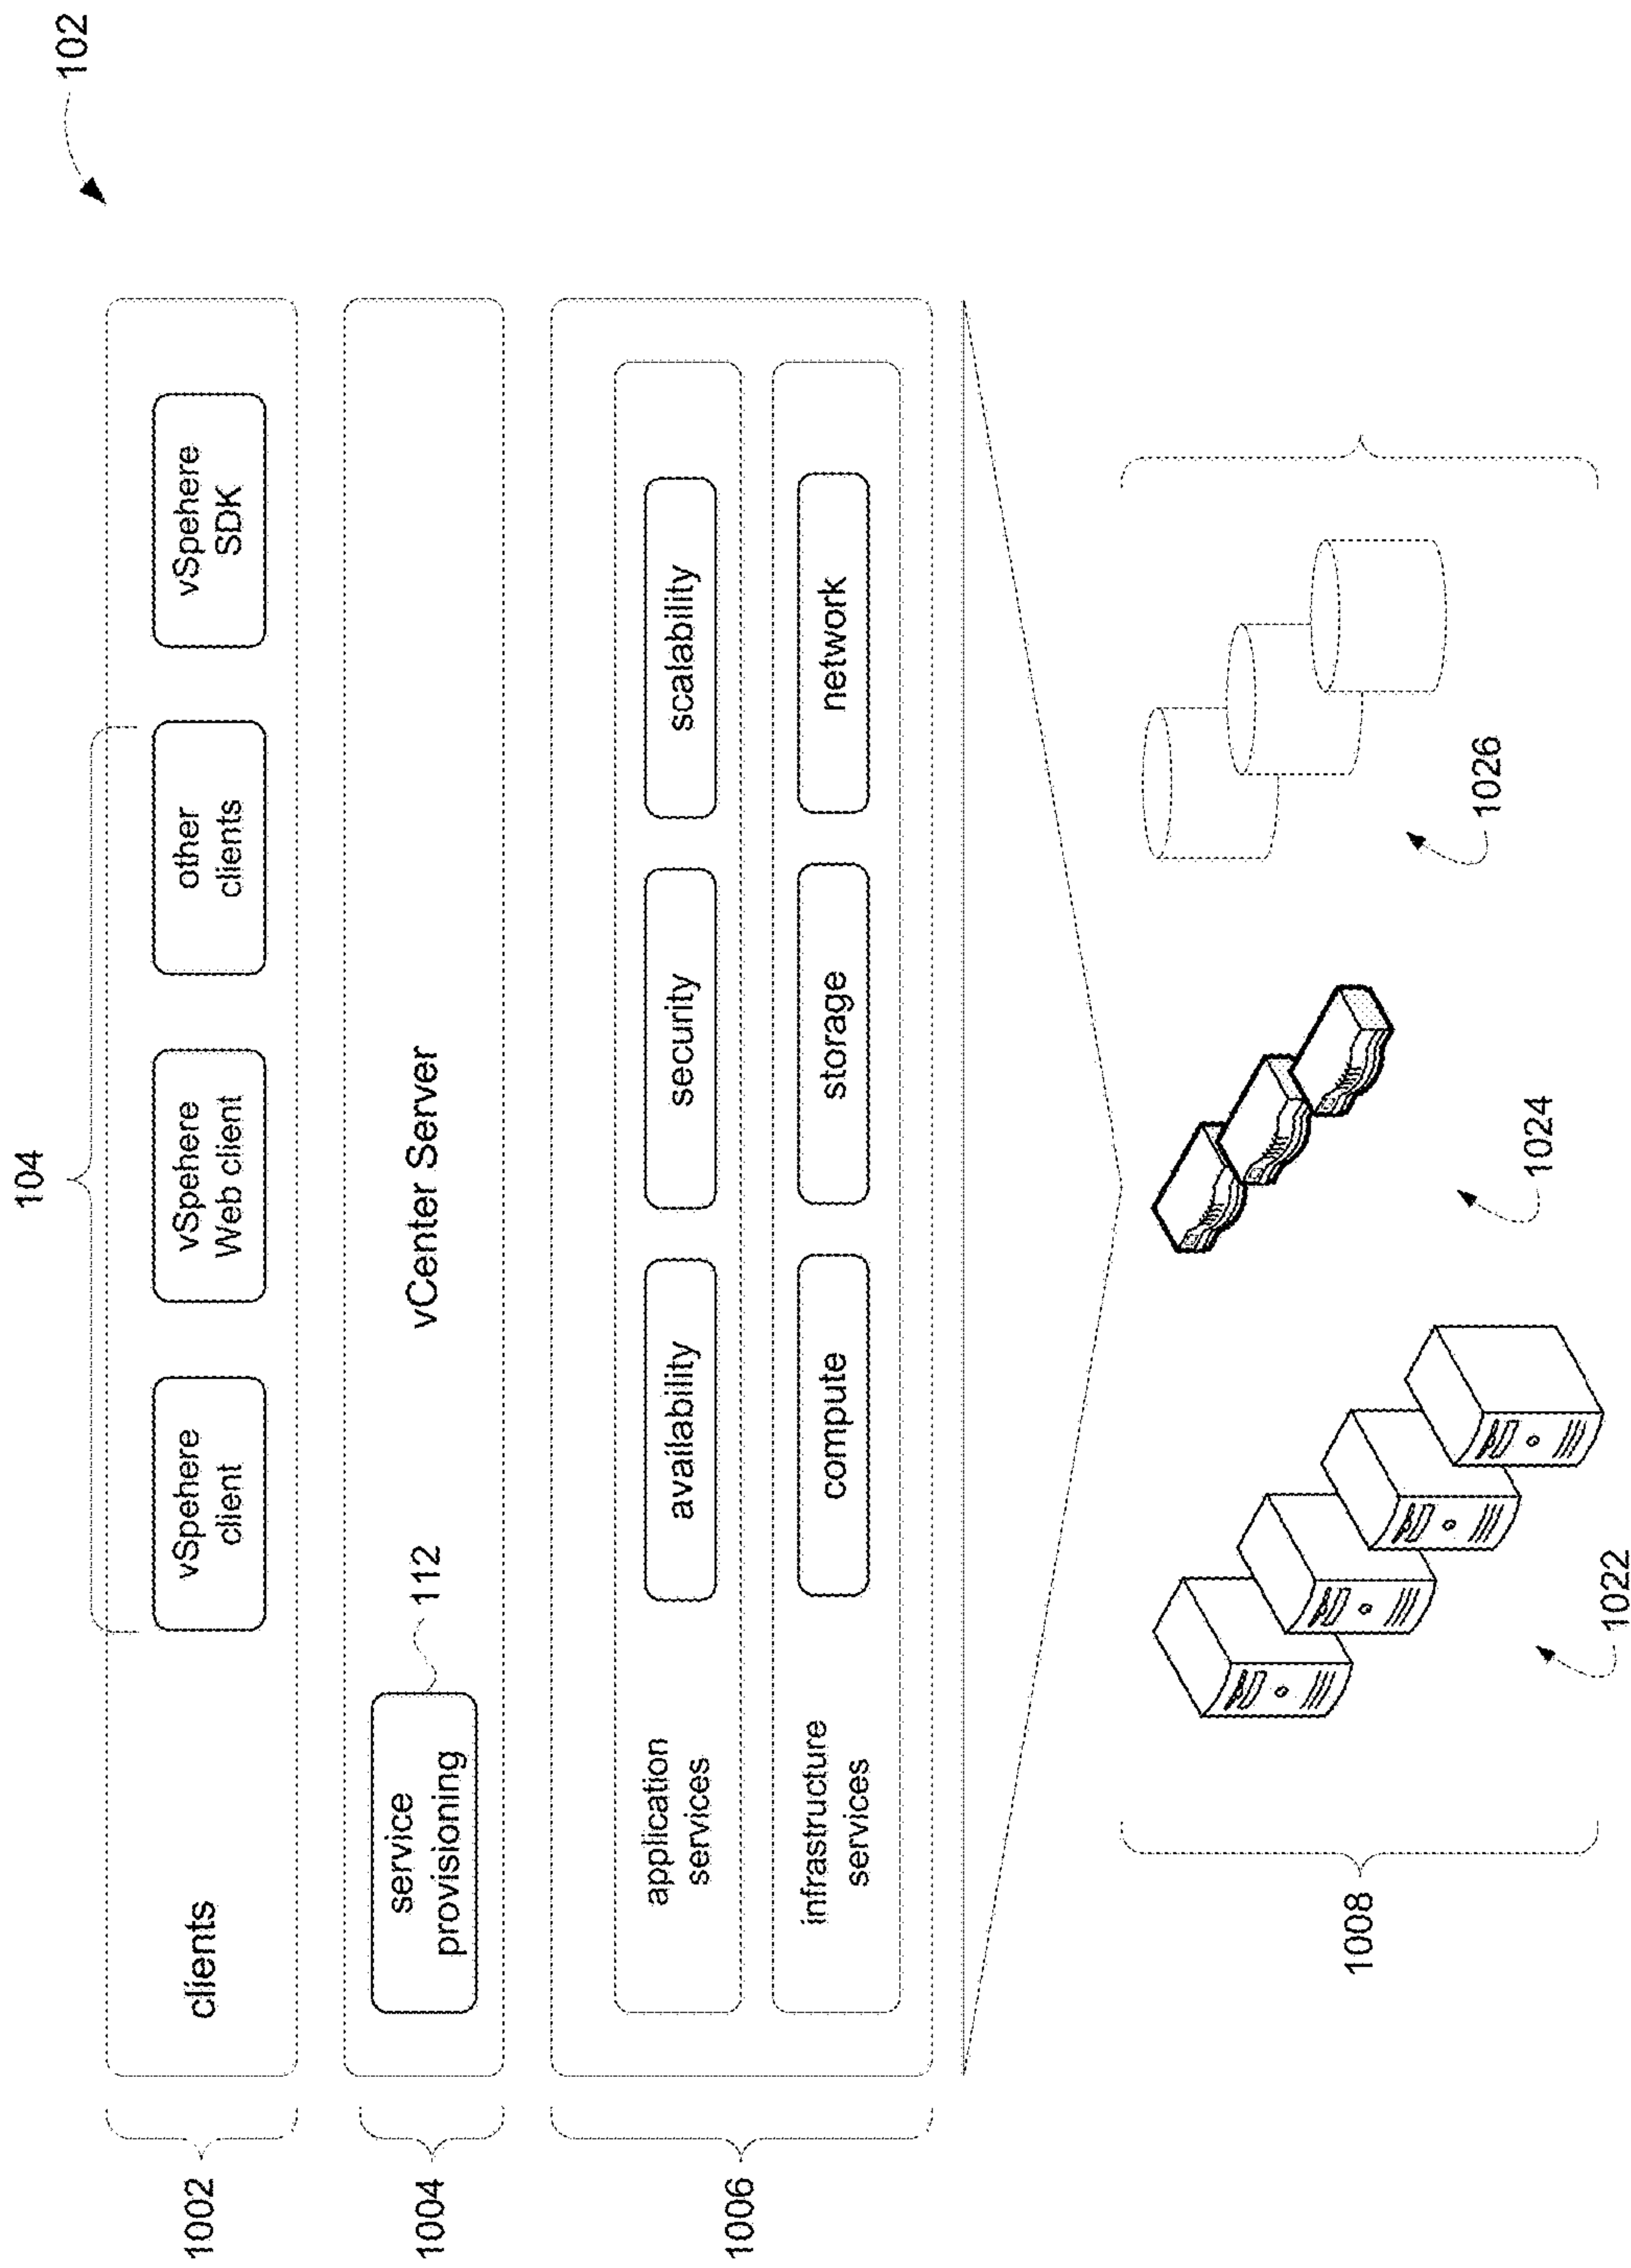 102
104
1002
clients
vSpehere
client
vSpehere
Web client
other
clients
vSpehere
SDK
1004
service
provisioning
112
vCenter Server
1006
application
services
availability
security
scalability
infrastructure
services
compute
storage
network
1008
1022
1024
1026